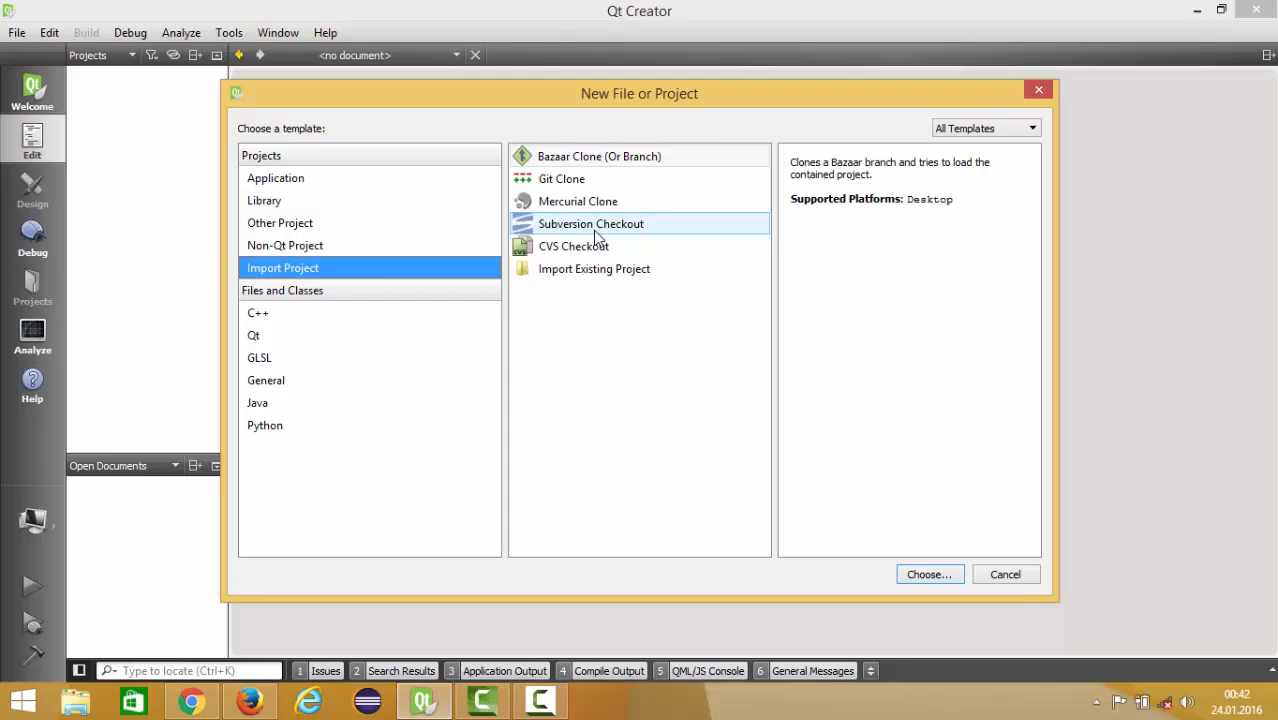 Qt Creator
File Edit Build Debug Analyze Tools Window Help
Projects <no document>
Qt
Welcome
Edit
Design
Debug
Projects
Analyze
Help
New File or Project
Choose a template:
All Templates
Projects
Application
Library
Other Project
Non-Qt Project
Import Project
Files and Classes
C++
Qt
GLSL
General
Java
Python
Bazaar Clone (Or Branch)
Git Clone
Mercurial Clone
Subversion Checkout
CVS Checkout
Import Existing Project
Clones a Bazaar branch and tries to load the
contained project.
Supported Platforms: Desktop
Choose... Cancel
Open Documents
Type to locate (Ctrl+K) 1 Issues 2 Search Results 3 Application Output 4 Compile Output 5 QML/JS Console 6 General Messages
00:42
24.01.2016